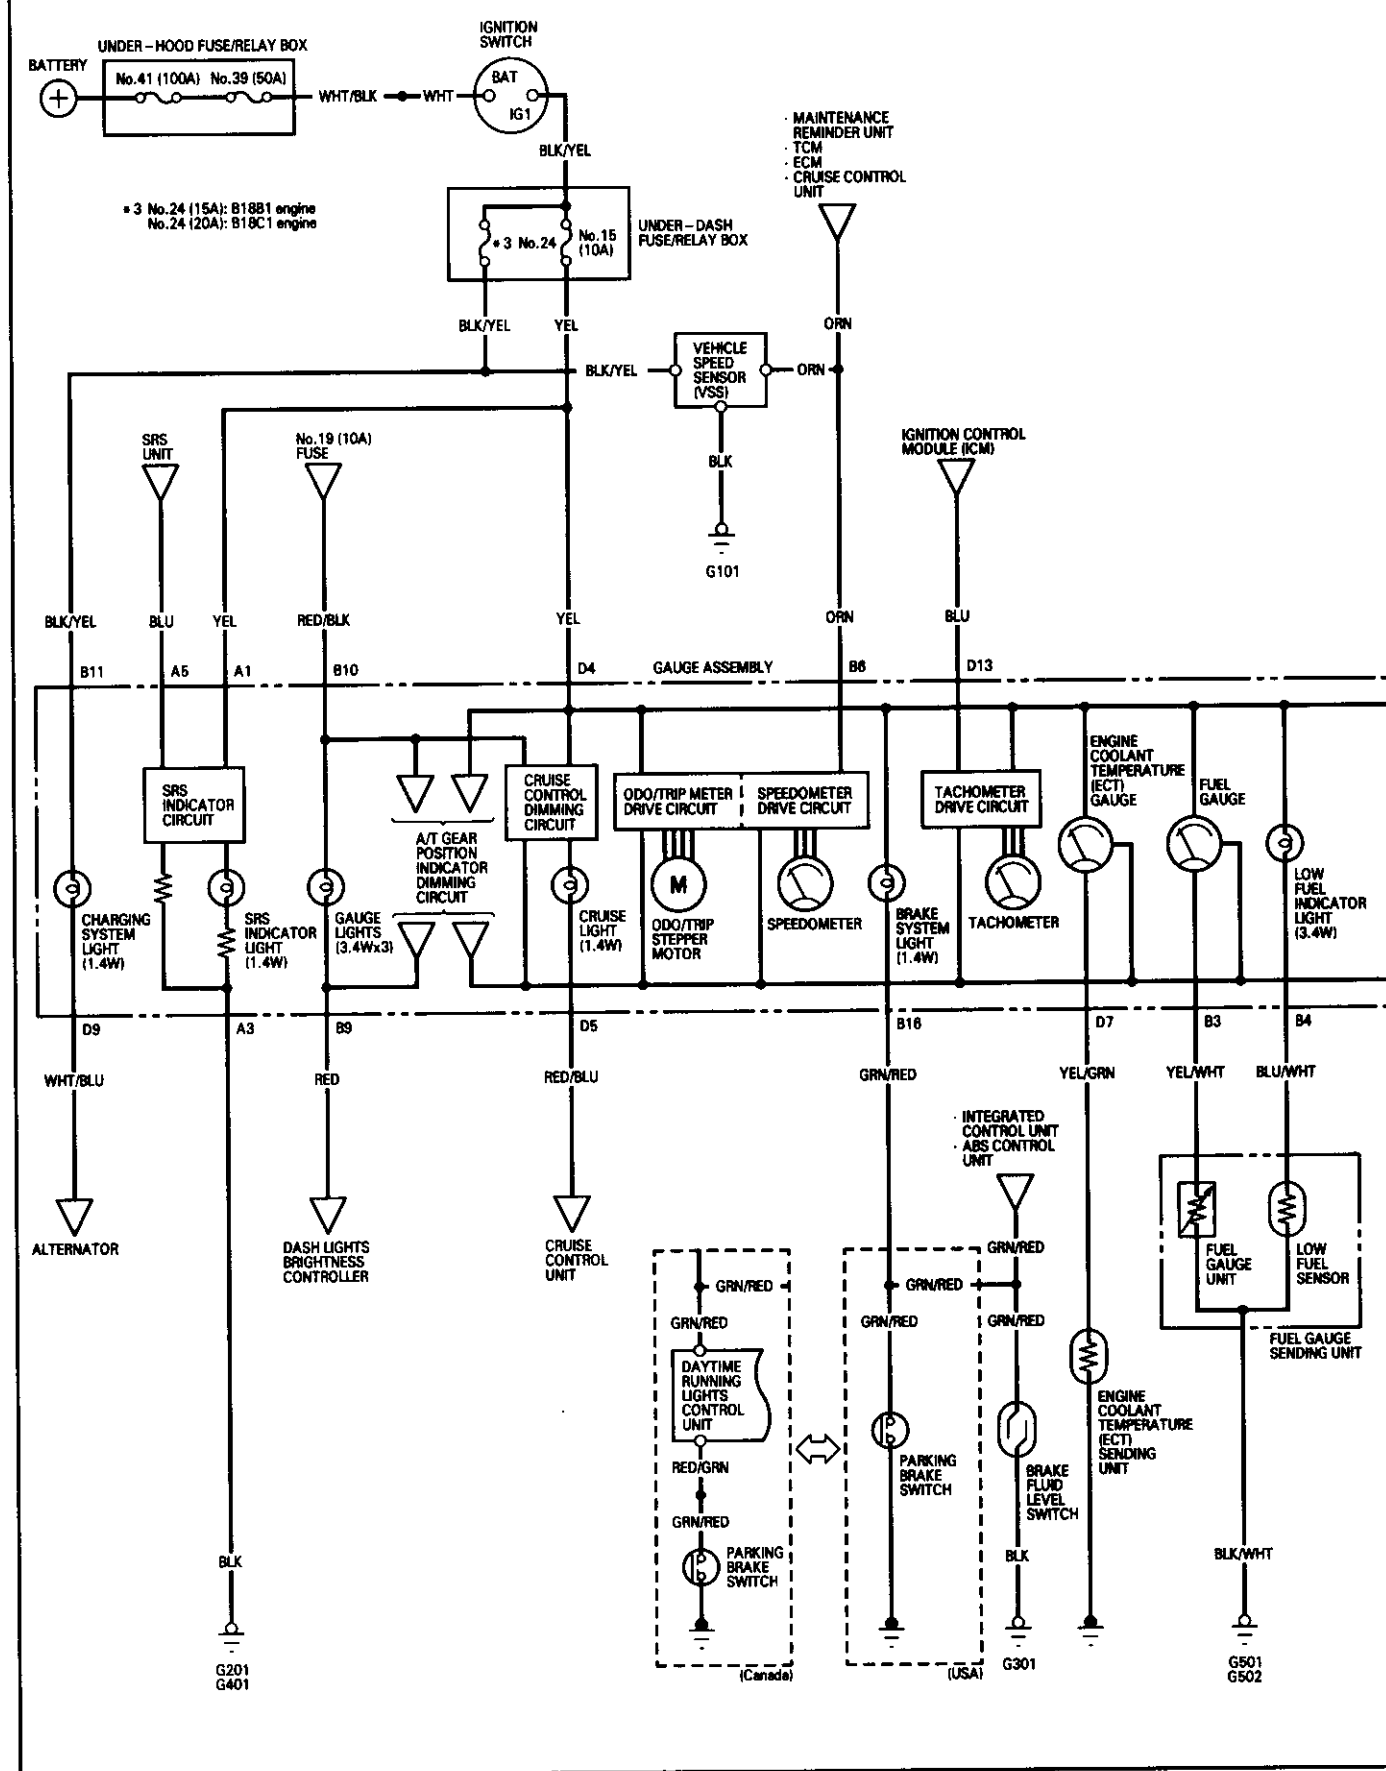 IGNITION
SWITCH
UNDER-HOOD FUSE/RELAY BOX
BATTERY
No.41 (100A) No.39 (50A)
BAT
IG1
WHT/BLK
WHT
BLK/YEL
· MAINTENANCE
REMINDER UNIT
· TCM
· ECM
· CRUISE CONTROL
UNIT
*3 No.24 (15A): B18B1 engine
No.24 (20A): B18C1 engine
*3 No.24
No.15
(10A)
UNDER-DASH
FUSE/RELAY BOX
BLK/YEL
YEL
ORN
VEHICLE
SPEED
SENSOR
(VSS)
BLK/YEL
ORN
BLK
G101
SRS
UNIT
No.19 (10A)
FUSE
IGNITION CONTROL
MODULE (ICM)
BLK/YEL
BLU
YEL
RED/BLK
YEL
ORN
BLU
B11
A5
A1
B10
D4
GAUGE ASSEMBLY
B6
D13
SRS
INDICATOR
CIRCUIT
CRUISE
CONTROL
DIMMING
CIRCUIT
ODO/TRIP METER
DRIVE CIRCUIT
SPEEDOMETER
DRIVE CIRCUIT
TACHOMETER
DRIVE CIRCUIT
ENGINE
COOLANT
TEMPERATURE
(ECT)
GAUGE
FUEL
GAUGE
A/T GEAR
POSITION
INDICATOR
DIMMING
CIRCUIT
M
CHARGING
SYSTEM
LIGHT
(1.4W)
SRS
INDICATOR
LIGHT
(1.4W)
GAUGE
LIGHTS
(3.4Wx3)
CRUISE
LIGHT
(1.4W)
ODO/TRIP
STEPPER
MOTOR
SPEEDOMETER
BRAKE
SYSTEM
LIGHT
(1.4W)
TACHOMETER
LOW
FUEL
INDICATOR
LIGHT
(3.4W)
D9
A3
B9
D5
B16
D7
B3
B4
WHT/BLU
RED
RED/BLU
GRN/RED
YEL/GRN
YEL/WHT
BLU/WHT
· INTEGRATED
CONTROL UNIT
· ABS CONTROL
UNIT
ALTERNATOR
DASH LIGHTS
BRIGHTNESS
CONTROLLER
CRUISE
CONTROL
UNIT
GRN/RED
FUEL
GAUGE
UNIT
LOW
FUEL
SENSOR
GRN/RED
GRN/RED
GRN/RED
GRN/RED
GRN/RED
FUEL GAUGE
SENDING UNIT
DAYTIME
RUNNING
LIGHTS
CONTROL
UNIT
ENGINE
COOLANT
TEMPERATURE
(ECT)
SENDING
UNIT
RED/GRN
PARKING
BRAKE
SWITCH
BRAKE
FLUID
LEVEL
SWITCH
GRN/RED
BLK
PARKING
BRAKE
SWITCH
BLK
BLK/WHT
G201
G401
(Canada)
(USA)
G301
G501
G502